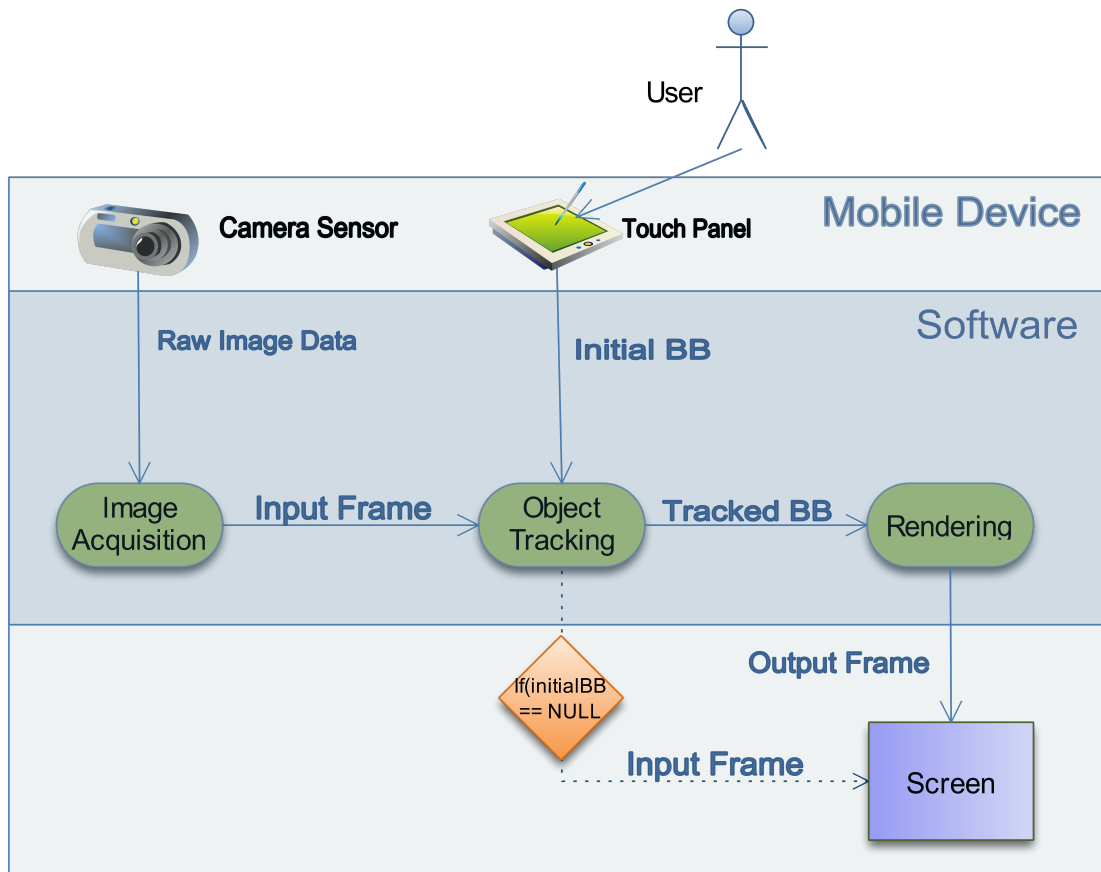 User
Mobile Device
Camera Sensor
Touch Panel
Software
Raw Image Data
Initial BB
Image
Acquisition
Input Frame
Object
Tracking
Tracked BB
Rendering
Output Frame
If(initialBB
== NULL
Input Frame
Screen